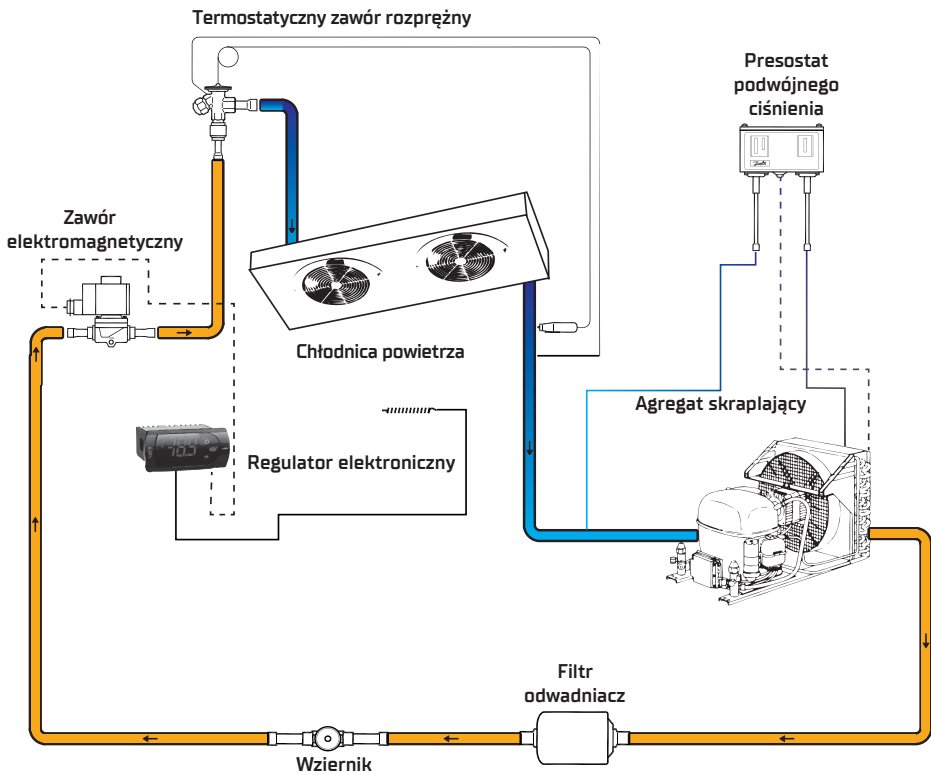 Termostatyczny zawór rozprężny
Presostat
podwójnego
ciśnienia
Zawór
elektromagnetyczny
Chłodnica powietrza
Agregat skraplający
Regulator elektroniczny
Filtr
odwadniacz
Wziernik